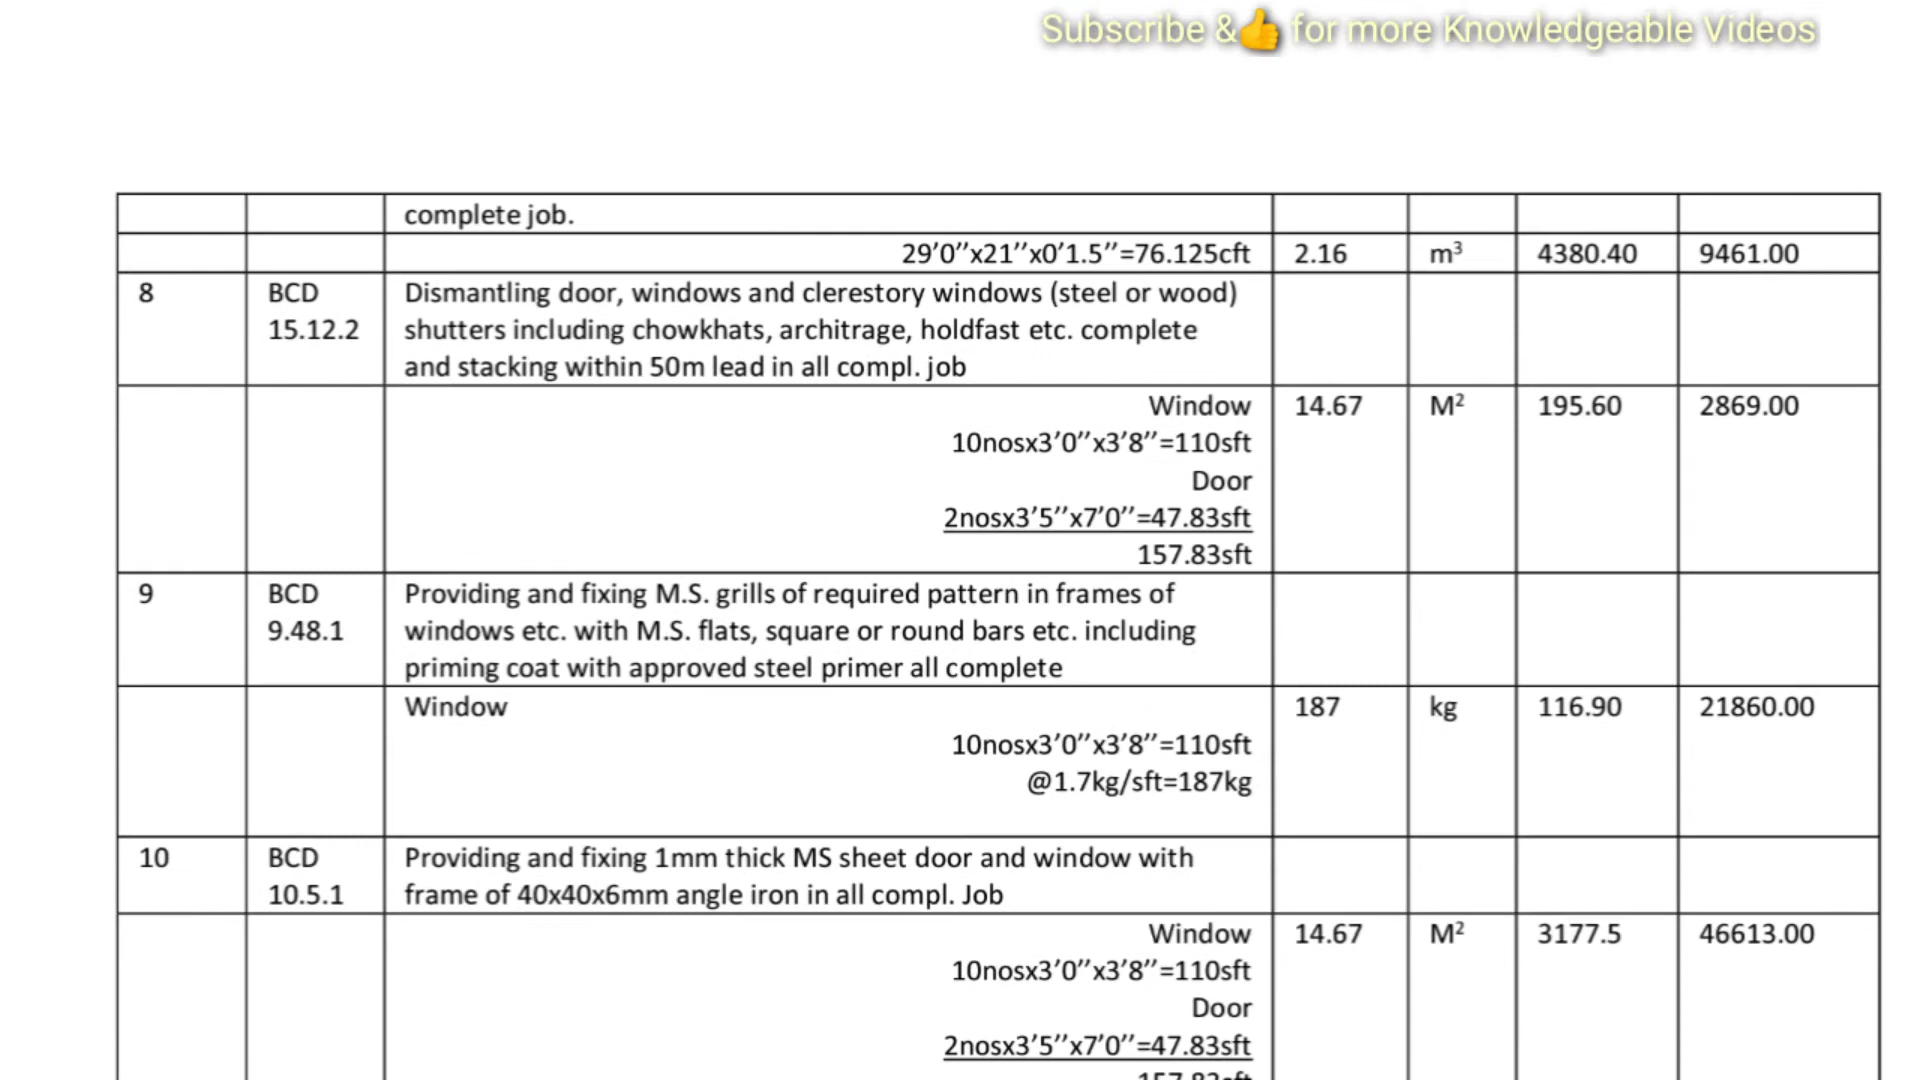 Subscribe &👍 for more Knowledgeable Videos
complete job.
29’0’’x21’’x0’1.5’’=76.125cft 2.16 m³ 4380.40 9461.00
8 BCD Dismantling door, windows and clerestory windows (steel or wood)
15.12.2 shutters including chowkhats, architrage, holdfast etc. complete
and stacking within 50m lead in all compl. job
Window 14.67 M² 195.60 2869.00
10nosx3’0’’x3’8’’=110sft
Door
2nosx3’5’’x7’0’’=47.83sft
157.83sft
9 BCD Providing and fixing M.S. grills of required pattern in frames of
9.48.1 windows etc. with M.S. flats, square or round bars etc. including
priming coat with approved steel primer all complete
Window 187 kg 116.90 21860.00
10nosx3’0’’x3’8’’=110sft
@1.7kg/sft=187kg
10 BCD Providing and fixing 1mm thick MS sheet door and window with
10.5.1 frame of 40x40x6mm angle iron in all compl. Job
Window 14.67 M² 3177.5 46613.00
10nosx3’0’’x3’8’’=110sft
Door
2nosx3’5’’x7’0’’=47.83sft